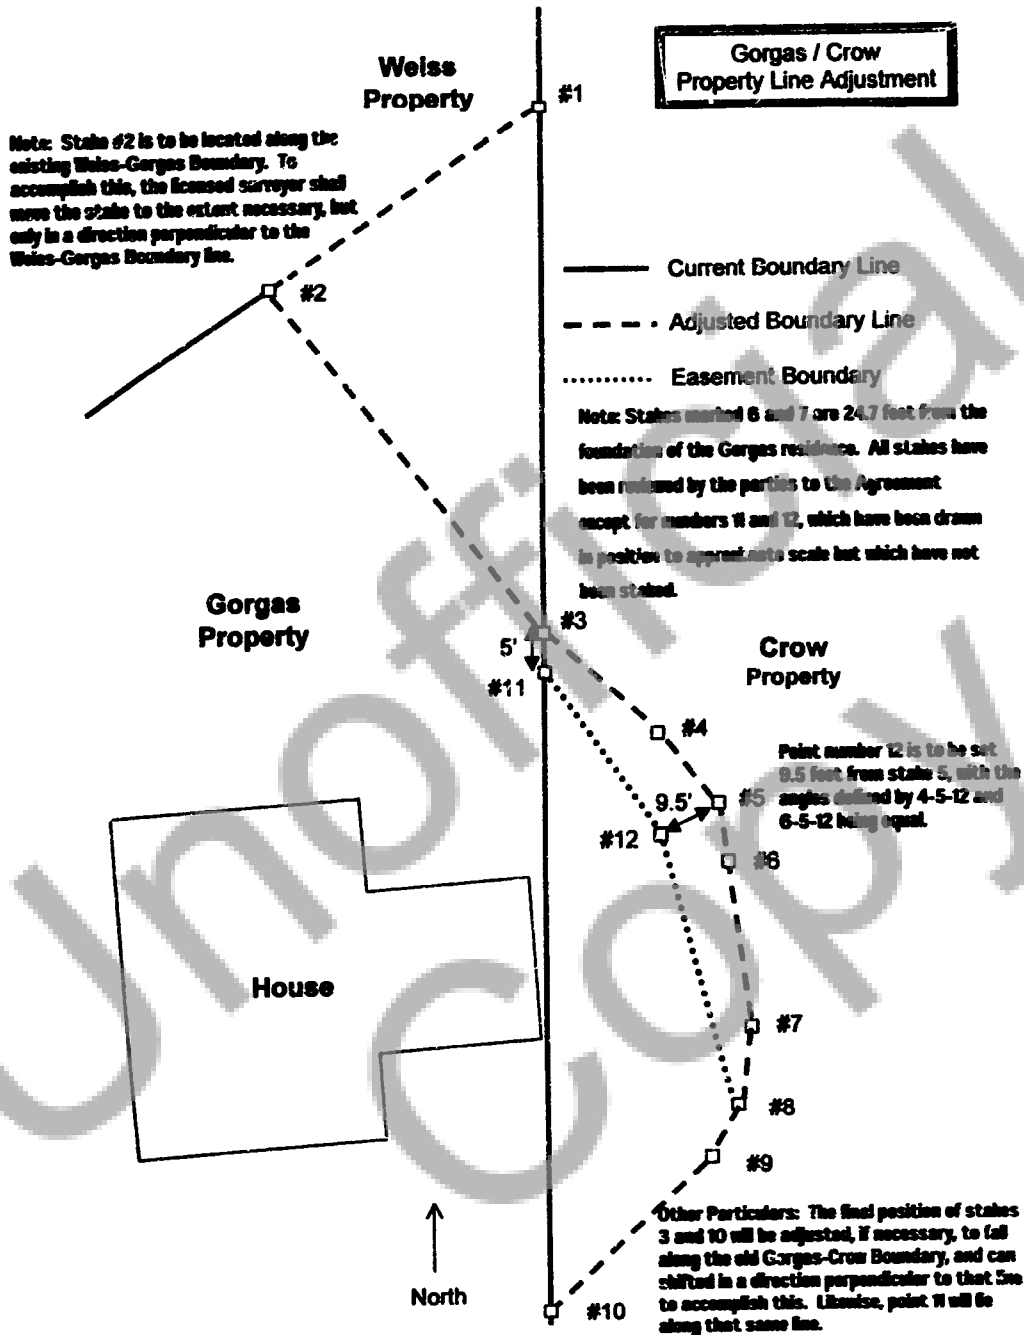 Gorgas / Crow
Property Line Adjustment
Weiss
Property
#1
Note: Stake #2 is to be located along the
existing Weiss-Gorgas Boundary. To
accomplish this, the licensed surveyor shall
move the stake to the extent necessary, but
only in a direction perpendicular to the
Weiss-Gorgas Boundary line.
#2
Current Boundary Line
Adjusted Boundary Line
Easement Boundary
Note: Stakes marked 6 and 7 are 24.7 feet from the
foundation of the Gorgas residence. All stakes have
been reviewed by the parties to the Agreement
except for numbers 11 and 12, which have been drawn
in position to approximate scale but which have not
been staked.
Gorgas
Property
#3
5'
#11
Crow
Property
#4
Point number 12 is to be set
9.5 feet from stake 5, with the
angles defined by 4-5-12 and
6-5-12 being equal.
9.5'
#5
#12
#6
House
#7
#8
#9
North
#10
Other Particulars: The final position of stakes
3 and 10 will be adjusted, if necessary, to fall
along the old Gorgas-Crow Boundary, and can
shifted in a direction perpendicular to that line
to accomplish this. Likewise, point 11 will lie
along that same line.
Unofficial
Copy